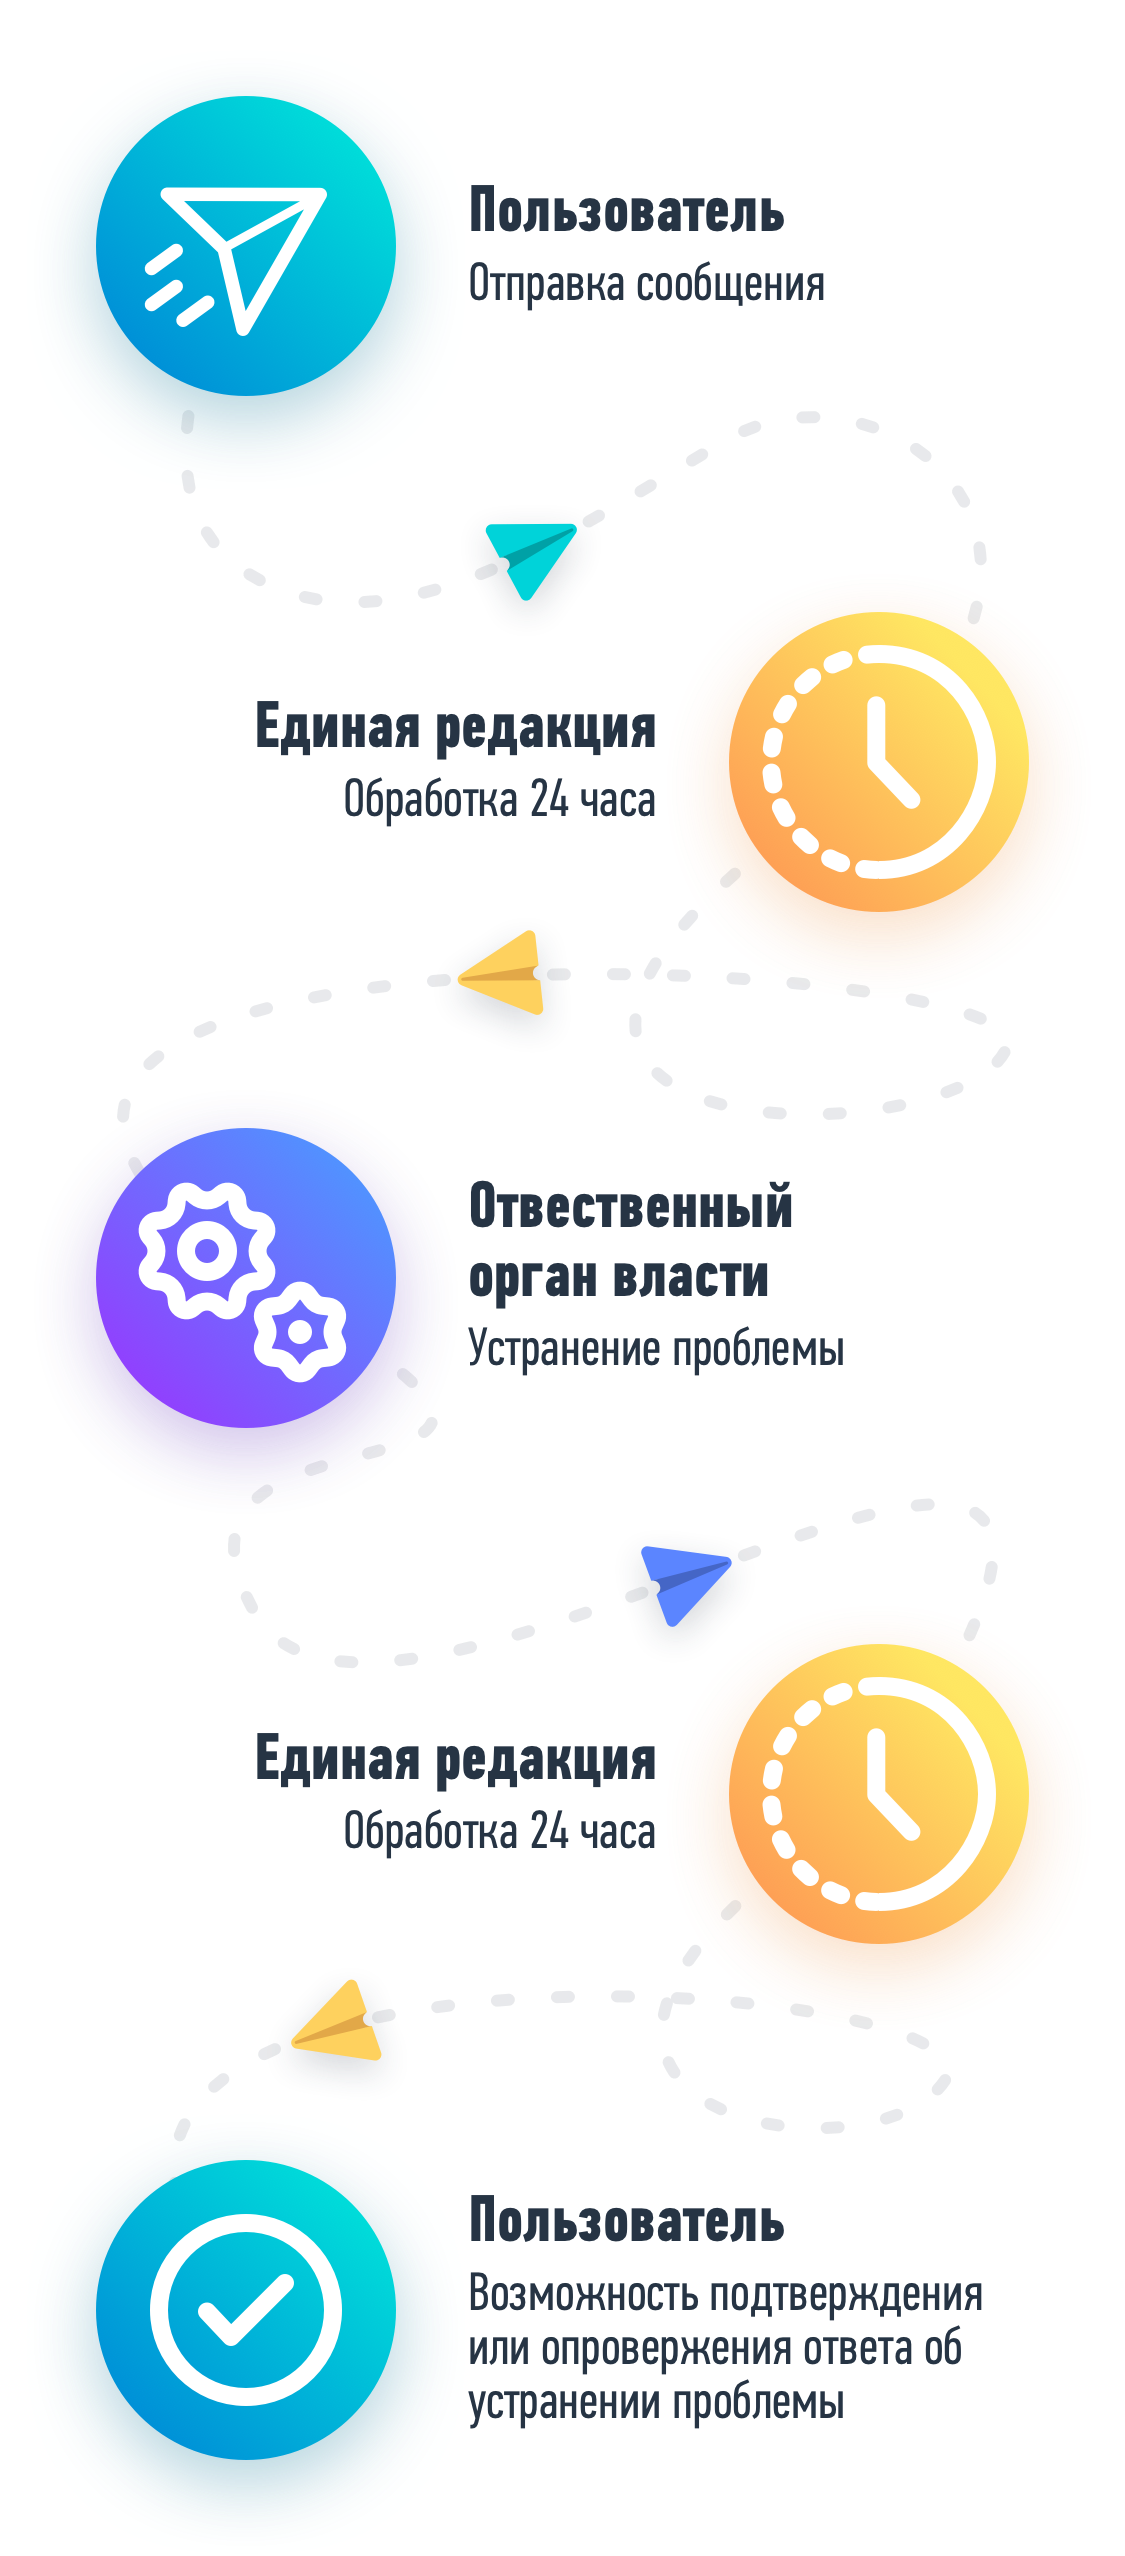 Пользователь
Отправка сообщения
Единая редакция
Обработка 24 часа
Отвественный
орган власти
Устранение проблемы
Единая редакция
Обработка 24 часа
Пользователь
Возможность подтверждения
или опровержения ответа об
устранении проблемы